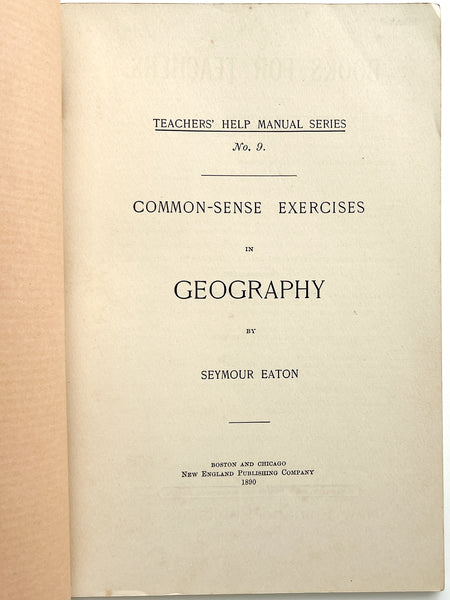 TEACHERS' HELP MANUAL SERIES
No. 9.
COMMON-SENSE EXERCISES
IN
GEOGRAPHY
BY
SEYMOUR EATON
BOSTON AND CHICAGO
NEW ENGLAND PUBLISHING COMPANY
1890